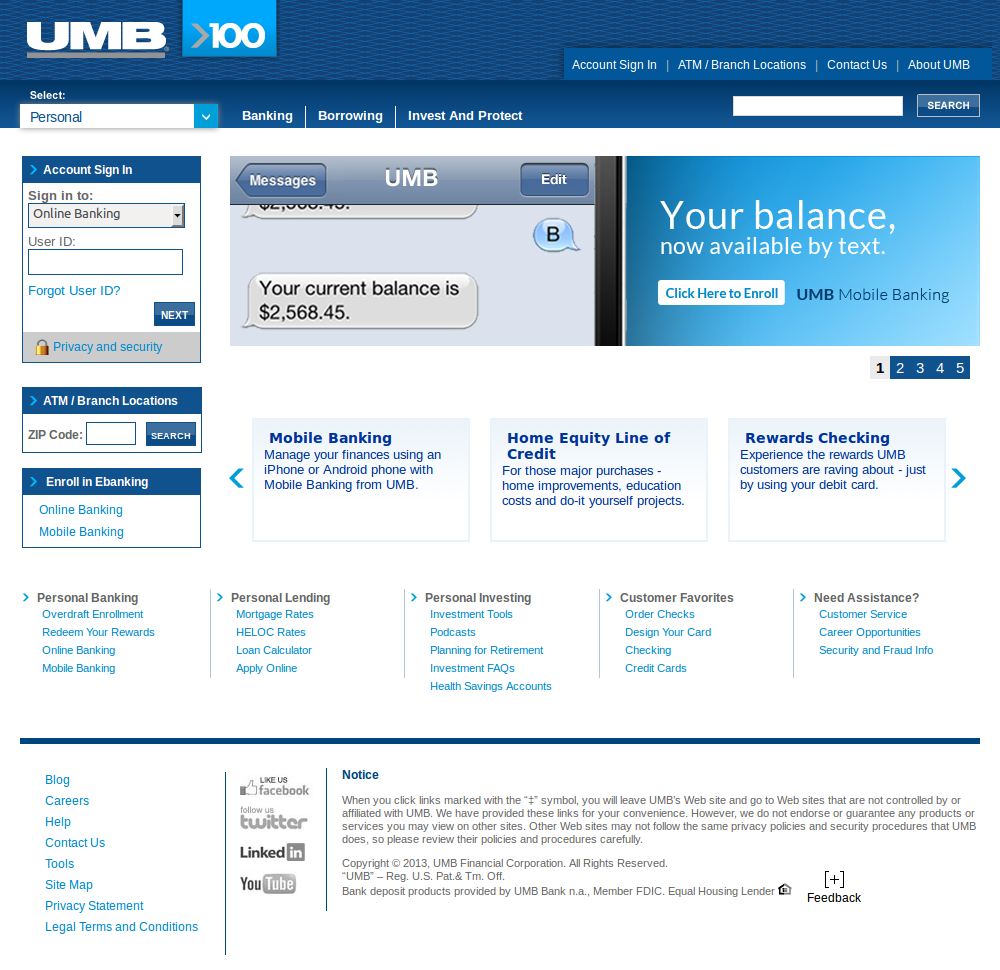 UMB® >100
Account Sign In | ATM / Branch Locations | Contact Us | About UMB
Select:
Personal
Banking | Borrowing | Invest And Protect
SEARCH
Account Sign In
Sign in to:
Online Banking
User ID:
Forgot User ID?
NEXT
Privacy and security
ATM / Branch Locations
ZIP Code:
SEARCH
Enroll in Ebanking
Online Banking
Mobile Banking
Messages
UMB
Edit
$2,568.45.
B
Your current balance is
$2,568.45.
Your balance,
now available by text.
Click Here to Enroll
UMB Mobile Banking
1 2 3 4 5
Mobile Banking
Manage your finances using an
iPhone or Android phone with
Mobile Banking from UMB.
Home Equity Line of
Credit
For those major purchases -
home improvements, education
costs and do-it yourself projects.
Rewards Checking
Experience the rewards UMB
customers are raving about - just
by using your debit card.
Personal Banking
Overdraft Enrollment
Redeem Your Rewards
Online Banking
Mobile Banking
Personal Lending
Mortgage Rates
HELOC Rates
Loan Calculator
Apply Online
Personal Investing
Investment Tools
Podcasts
Planning for Retirement
Investment FAQs
Health Savings Accounts
Customer Favorites
Order Checks
Design Your Card
Checking
Credit Cards
Need Assistance?
Customer Service
Career Opportunities
Security and Fraud Info
Blog
Careers
Help
Contact Us
Tools
Site Map
Privacy Statement
Legal Terms and Conditions
LIKE US
facebook
follow us
twitter
Linked in
YouTube
Notice
When you click links marked with the “‡” symbol, you will leave UMB's Web site and go to Web sites that are not controlled by or
affiliated with UMB. We have provided these links for your convenience. However, we do not endorse or guarantee any products or
services you may view on other sites. Other Web sites may not follow the same privacy policies and security procedures that UMB
does, so please review their policies and procedures carefully.
Copyright © 2013, UMB Financial Corporation. All Rights Reserved.
“UMB” – Reg. U.S. Pat.& Tm. Off.
Bank deposit products provided by UMB Bank n.a., Member FDIC. Equal Housing Lender
[+]
Feedback